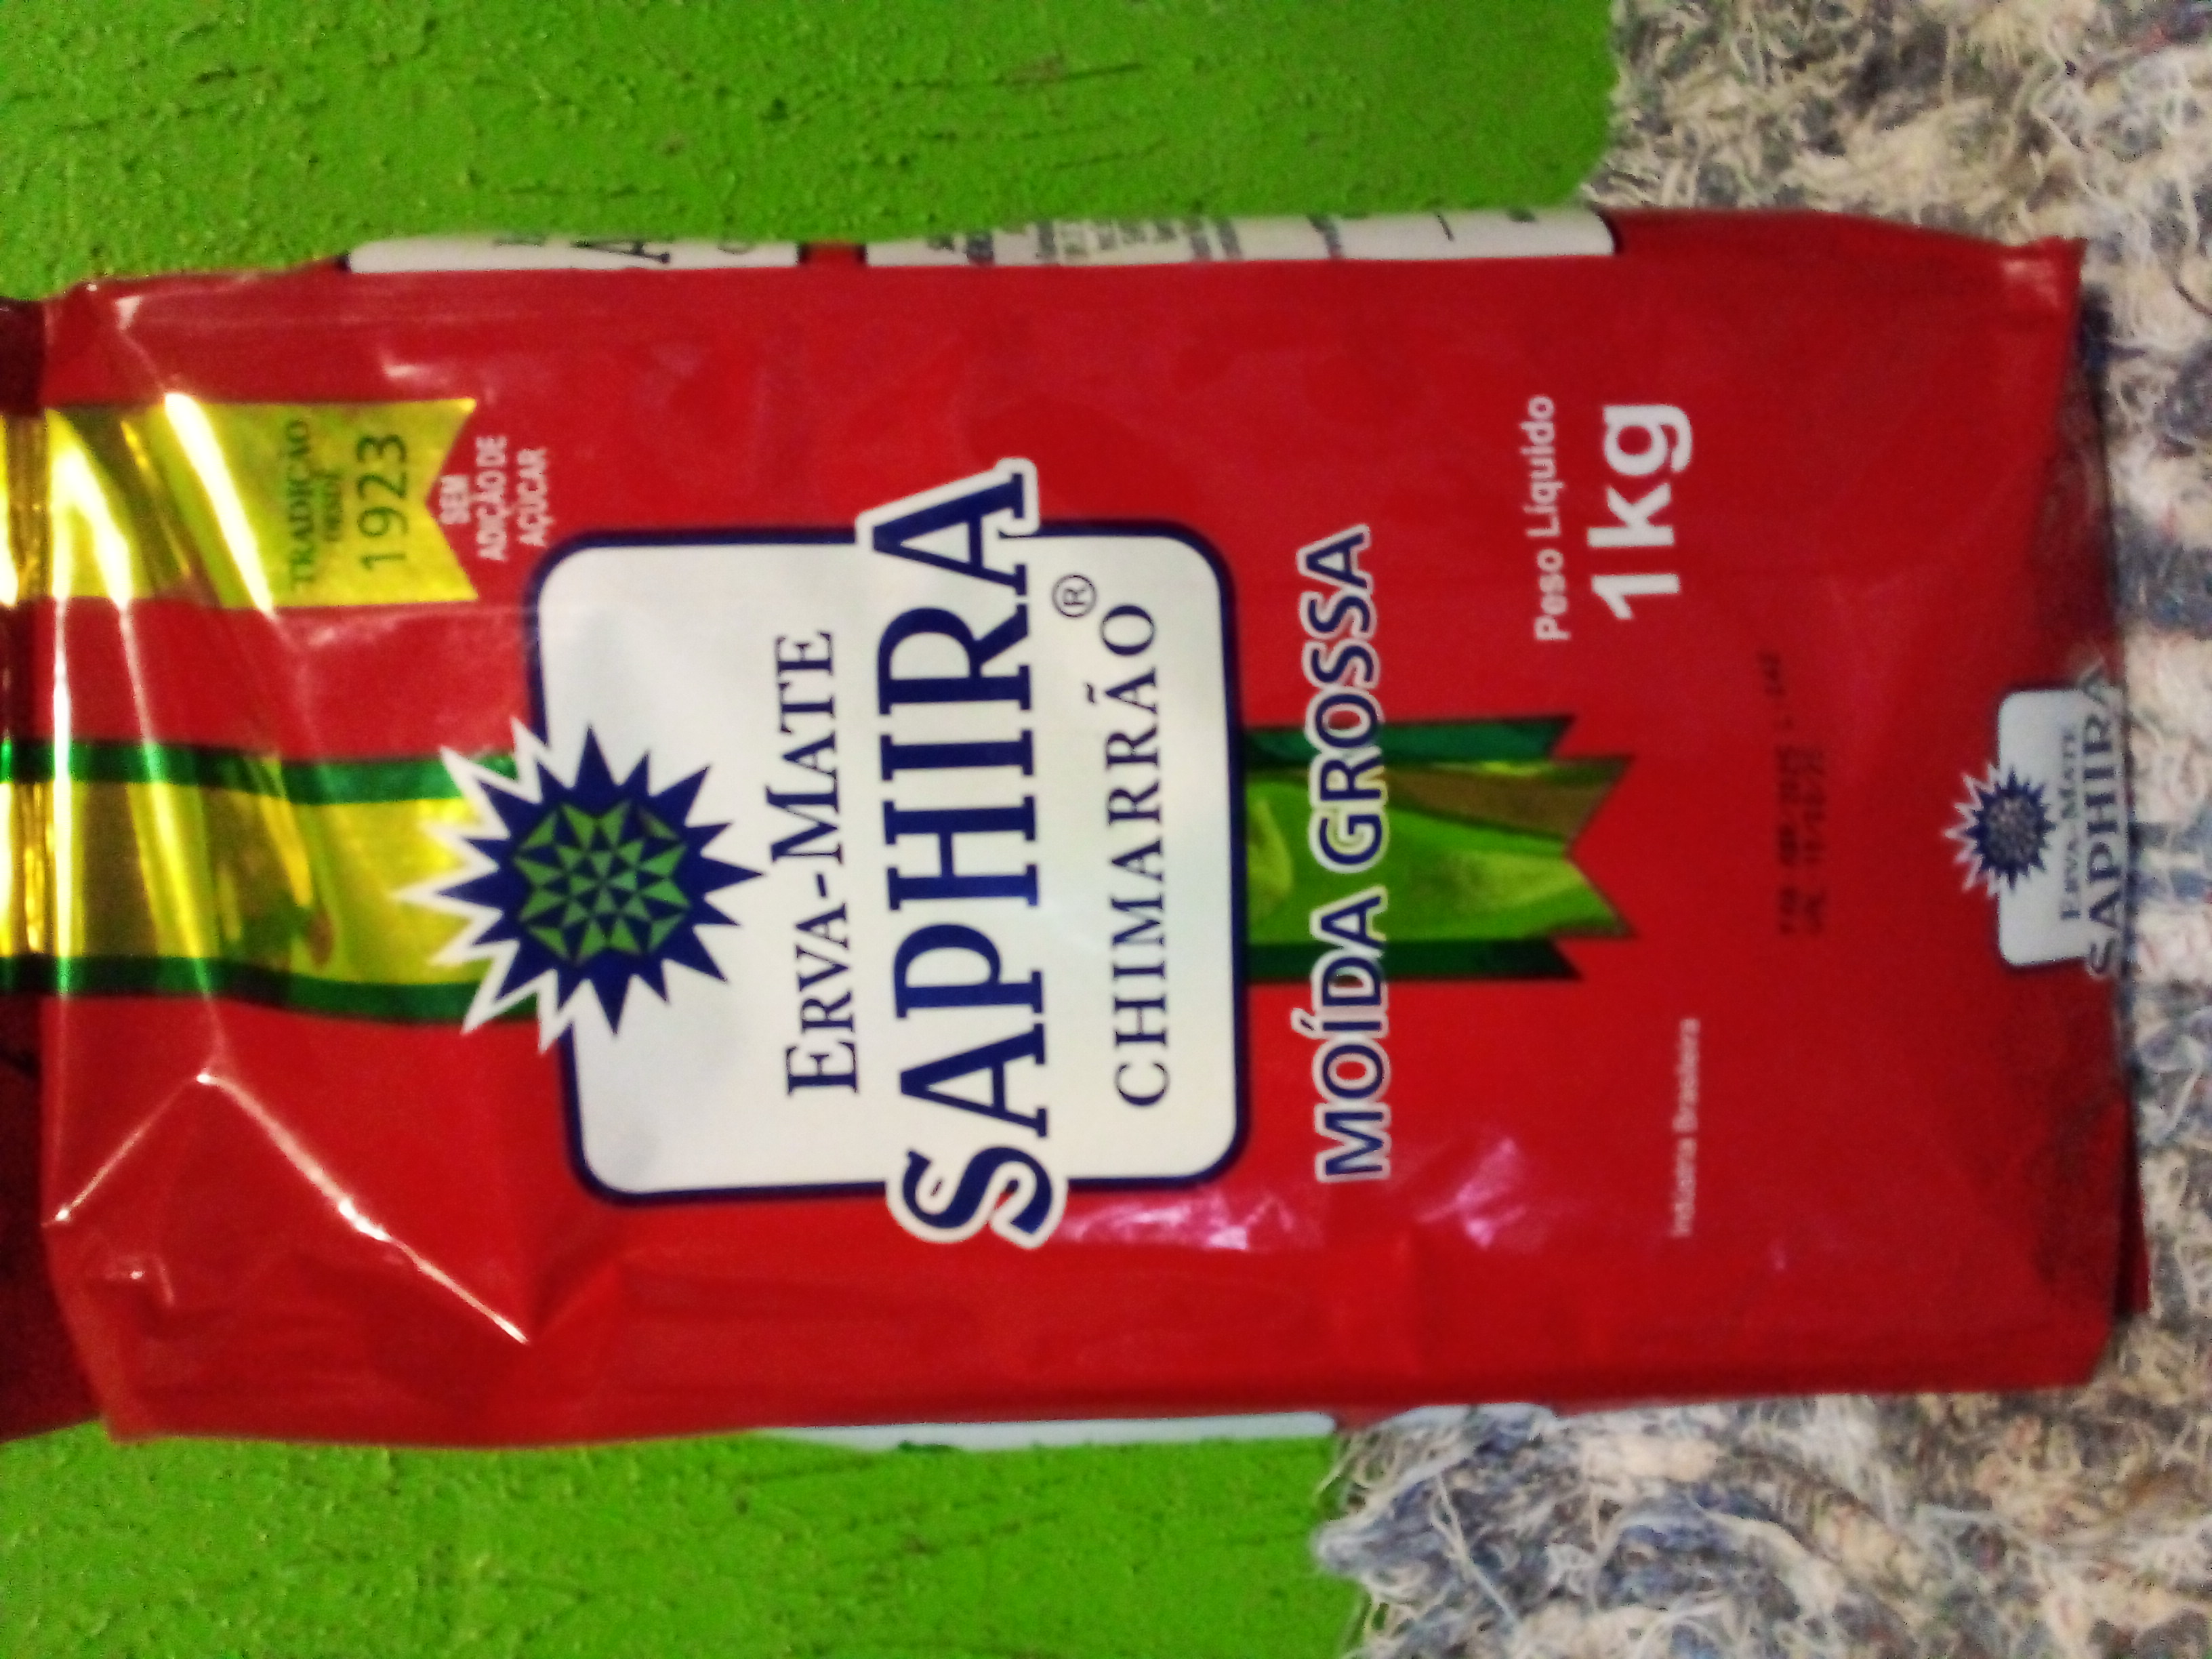 TRADIÇÃO
DESDE
1923
SEM
ADIÇÃO DE
AÇÚCAR
ERVA-MATE
SAPHIRA®
CHIMARRÃO
MOÍDA GROSSA
Peso Líquido
1kg
Indústria Brasileira
ERVA-MATE
SAPHIRA